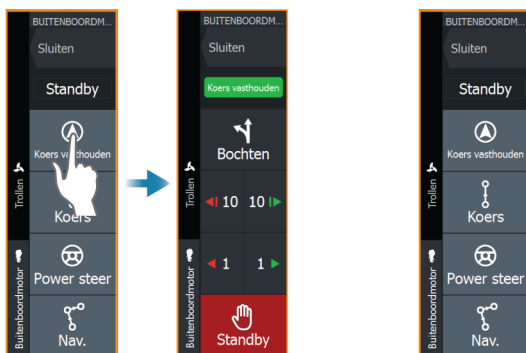 BUITENBOORDM...
Sluiten
Standby
Koers vasthouden
Koers
Power steer
Nav.
Trollen
Buitenboordmotor
BUITENBOORDM...
Sluiten
Koers vasthouden
Bochten
10 10
1 1
Standby
Trollen
Buitenboordmotor
BUITENBOORDM...
Sluiten
Standby
Koers vasthouden
Koers
Power steer
Nav.
Trollen
Buitenboordmotor